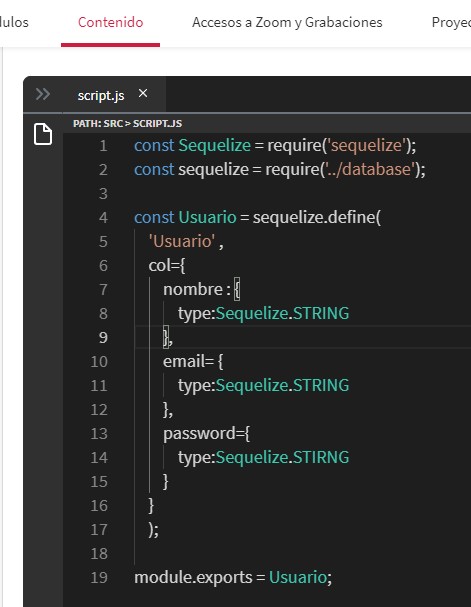 ulos Contenido Accesos a Zoom y Grabaciones Proye
script.js ×
PATH: SRC > SCRIPT.JS
1 const Sequelize = require('sequelize');
2 const sequelize = require('../database');
3
4 const Usuario = sequelize.define(
5 'Usuario' ,
6 col={
7 nombre : {
8 type:Sequelize.STRING
9 },
10 email= {
11 type:Sequelize.STRING
12 },
13 password={
14 type:Sequelize.STIRNG
15 }
16 }
17 );
18
19 module.exports = Usuario;